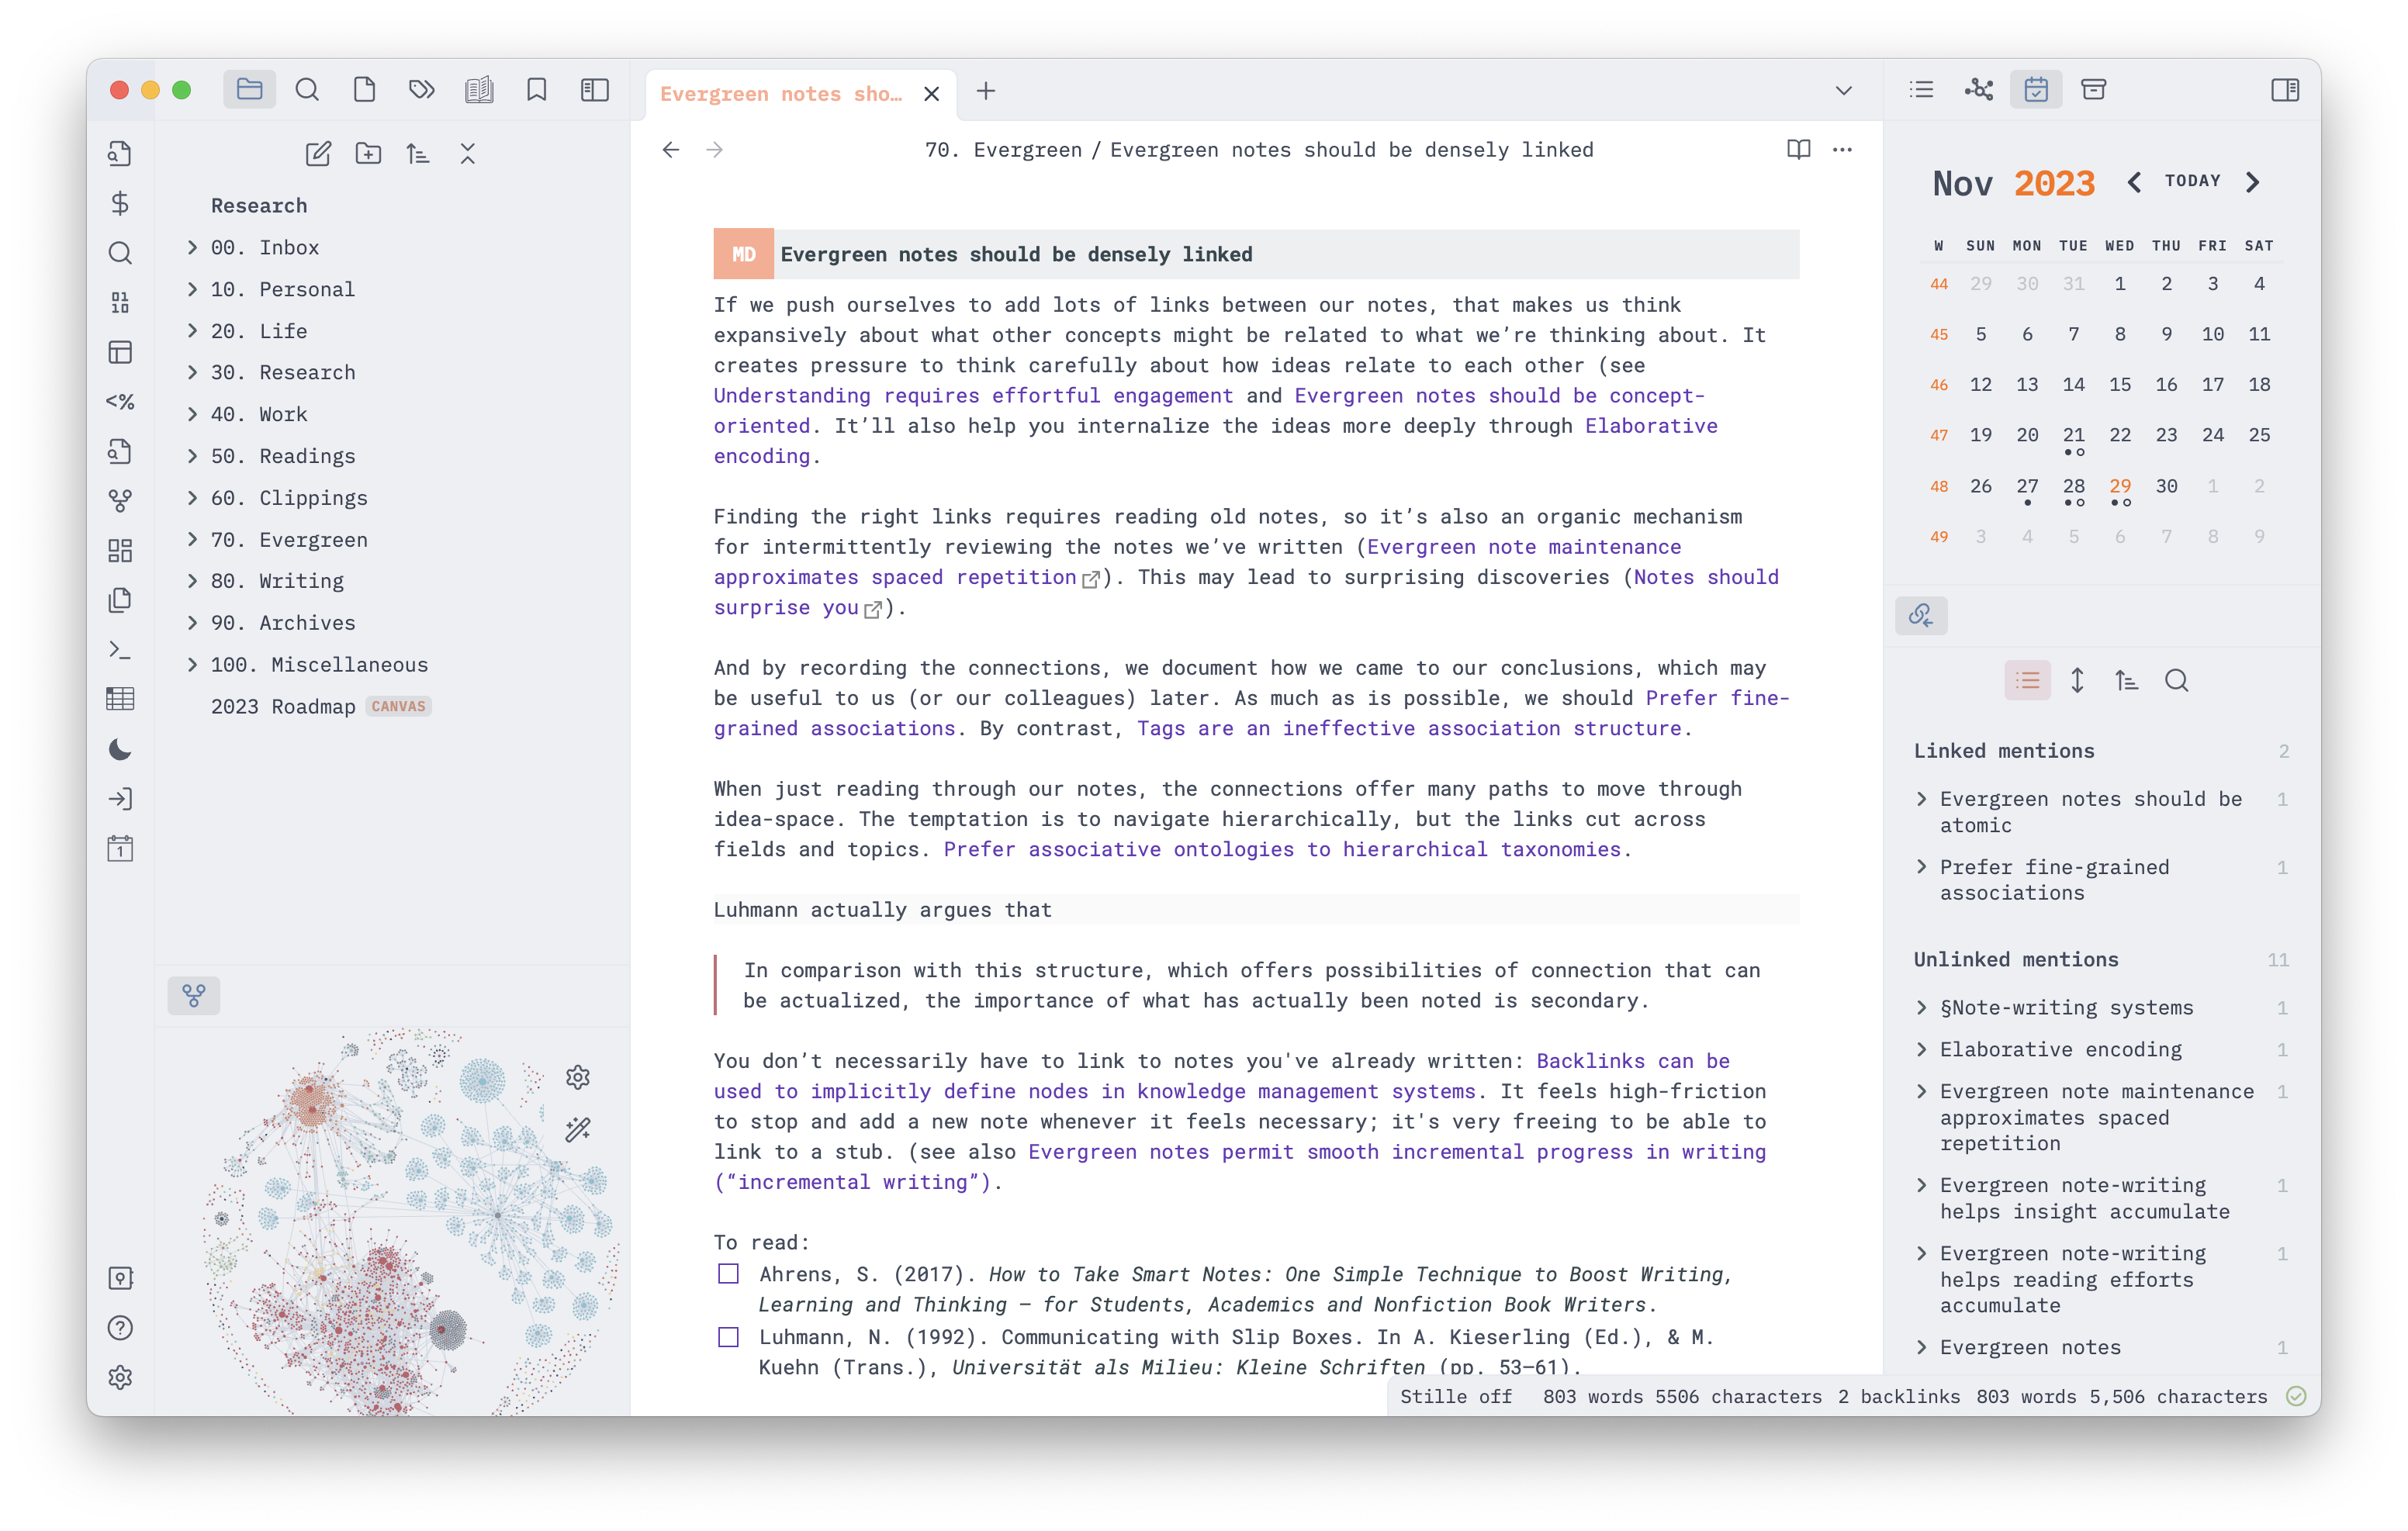 Evergreen notes sho…
Research
00. Inbox
10. Personal
20. Life
30. Research
40. Work
50. Readings
60. Clippings
70. Evergreen
80. Writing
90. Archives
100. Miscellaneous
2023 Roadmap CANVAS
<%
70. Evergreen / Evergreen notes should be densely linked
MD Evergreen notes should be densely linked
If we push ourselves to add lots of links between our notes, that makes us think
expansively about what other concepts might be related to what we’re thinking about. It
creates pressure to think carefully about how ideas relate to each other (see
Understanding requires effortful engagement and Evergreen notes should be concept-
oriented. It’ll also help you internalize the ideas more deeply through Elaborative
encoding.
Finding the right links requires reading old notes, so it’s also an organic mechanism
for intermittently reviewing the notes we’ve written (Evergreen note maintenance
approximates spaced repetition). This may lead to surprising discoveries (Notes should
surprise you).
And by recording the connections, we document how we came to our conclusions, which may
be useful to us (or our colleagues) later. As much as is possible, we should Prefer fine-
grained associations. By contrast, Tags are an ineffective association structure.
When just reading through our notes, the connections offer many paths to move through
idea-space. The temptation is to navigate hierarchically, but the links cut across
fields and topics. Prefer associative ontologies to hierarchical taxonomies.
Luhmann actually argues that
In comparison with this structure, which offers possibilities of connection that can
be actualized, the importance of what has actually been noted is secondary.
You don’t necessarily have to link to notes you've already written: Backlinks can be
used to implicitly define nodes in knowledge management systems. It feels high-friction
to stop and add a new note whenever it feels necessary; it's very freeing to be able to
link to a stub. (see also Evergreen notes permit smooth incremental progress in writing
(“incremental writing”).
To read:
Ahrens, S. (2017). How to Take Smart Notes: One Simple Technique to Boost Writing,
Learning and Thinking – for Students, Academics and Nonfiction Book Writers.
Luhmann, N. (1992). Communicating with Slip Boxes. In A. Kieserling (Ed.), & M.
Kuehn (Trans.), Universität als Milieu: Kleine Schriften (pp. 53–61).
Nov 2023 TODAY
W SUN MON TUE WED THU FRI SAT
44 29 30 31 1 2 3 4
45 5 6 7 8 9 10 11
46 12 13 14 15 16 17 18
47 19 20 21 22 23 24 25
48 26 27 28 29 30 1 2
49 3 4 5 6 7 8 9
Linked mentions 2
Evergreen notes should be 1
atomic
Prefer fine-grained 1
associations
Unlinked mentions 11
§Note-writing systems 1
Elaborative encoding 1
Evergreen note maintenance 1
approximates spaced
repetition
Evergreen note-writing 1
helps insight accumulate
Evergreen note-writing 1
helps reading efforts
accumulate
Evergreen notes 1
Stille off 803 words 5506 characters 2 backlinks 803 words 5,506 characters